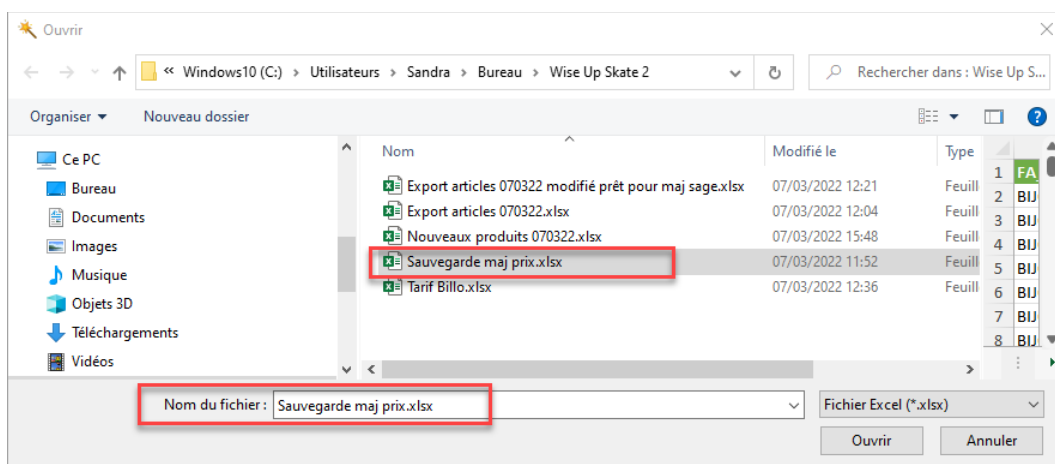 Ouvrir
« Windows10 (C:) > Utilisateurs > Sandra > Bureau > Wise Up Skate 2
Rechercher dans : Wise Up S...
Organiser
Nouveau dossier
Ce PC
Bureau
Documents
Images
Musique
Objets 3D
Téléchargements
Vidéos
Nom Modifié le Type
Export articles 070322 modifié prêt pour maj sage.xlsx 07/03/2022 12:21 Feuill
Export articles 070322.xlsx 07/03/2022 12:04 Feuill
Nouveaux produits 070322.xlsx 07/03/2022 15:48 Feuill
Sauvegarde maj prix.xlsx 07/03/2022 11:52 Feuill
Tarif Billo.xlsx 07/03/2022 12:36 Feuill
1 FA_
2 BIJ
3 BIJ
4 BIJ
5 BIJ
6 BIJ
7 BIJ
8 BIJ
Nom du fichier : Sauvegarde maj prix.xlsx
Fichier Excel (*.xlsx)
Ouvrir
Annuler